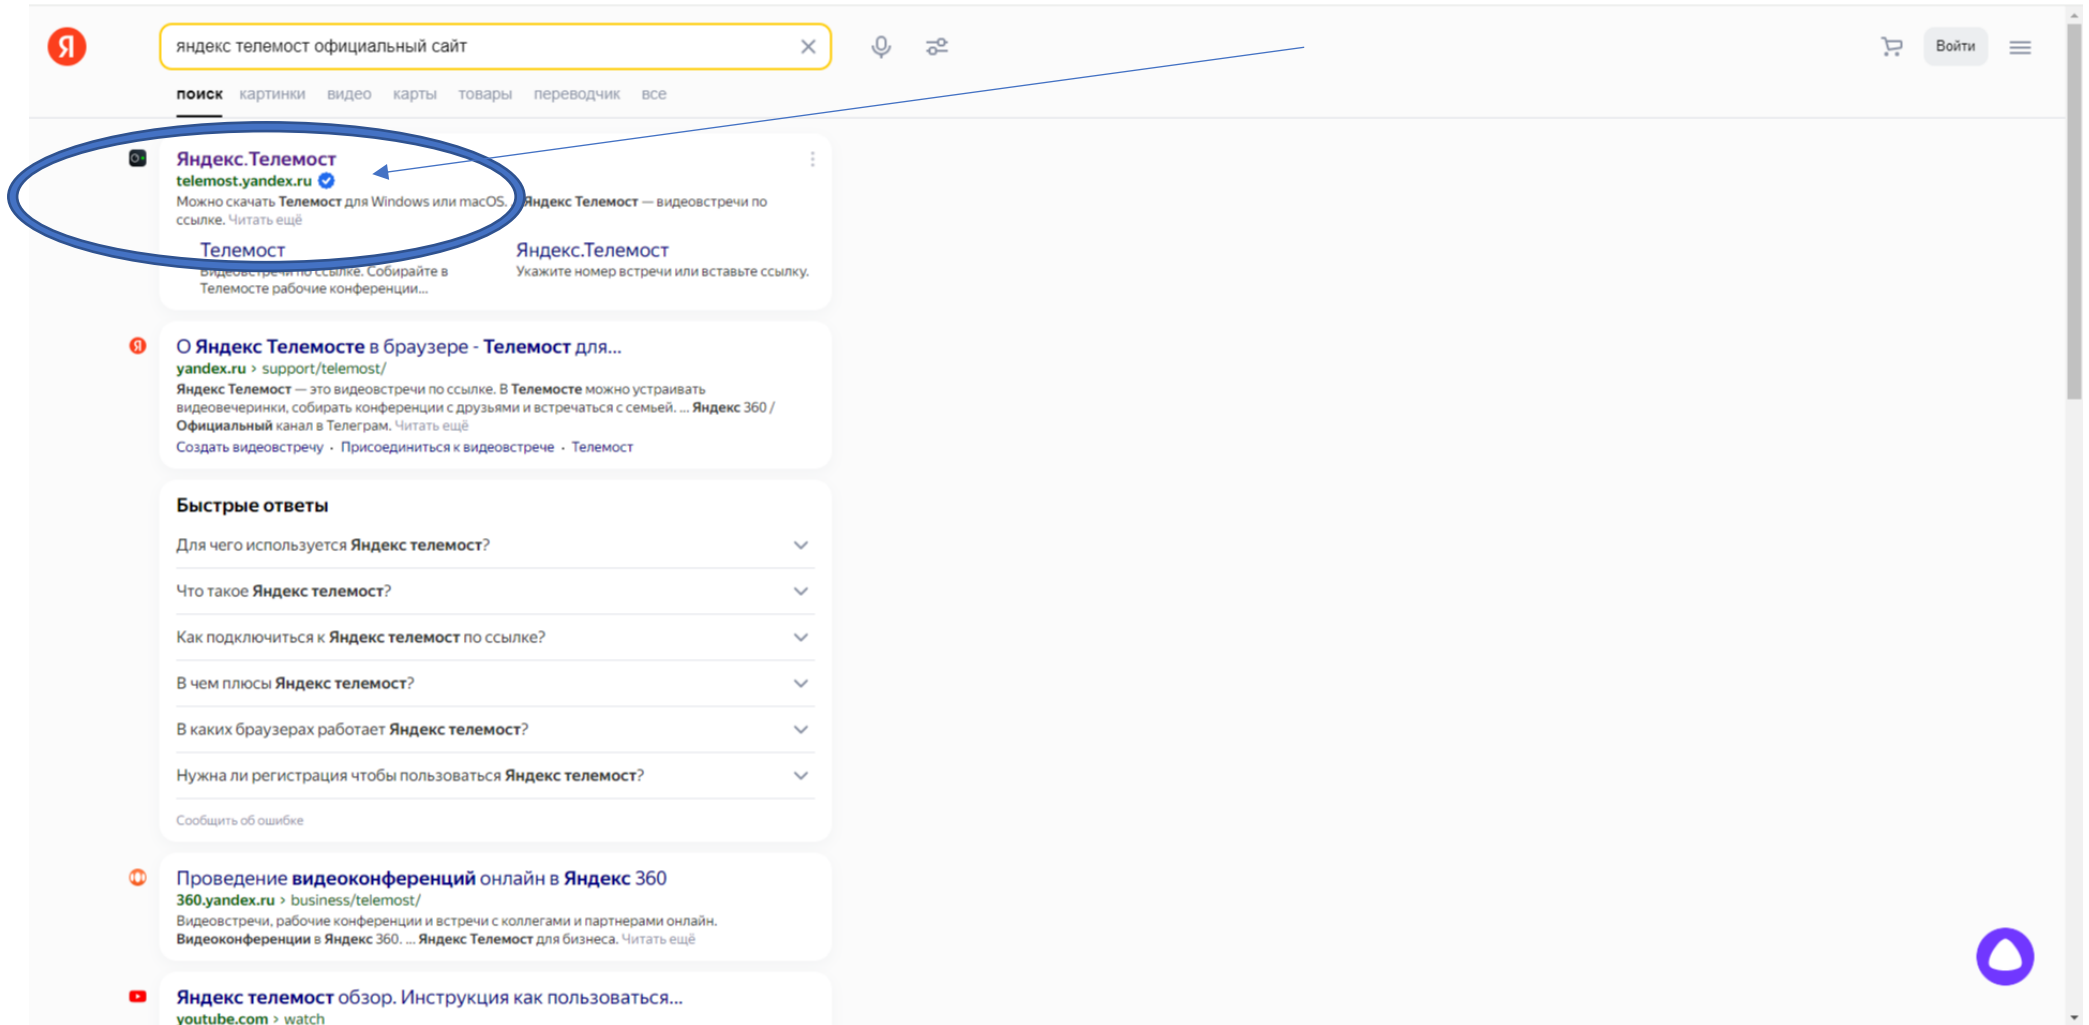 Я
яндекс телемост официальный сайт
Войти
поиск картинки видео карты товары переводчик все
Яндекс.Телемост
telemost.yandex.ru
Можно скачать Телемост для Windows или macOS. Яндекс Телемост — видеовстречи по
ссылке. Читать ещё
Телемост
Видеовстречи по ссылке. Собирайте в
Телемосте рабочие конференции...
Яндекс.Телемост
Укажите номер встречи или вставьте ссылку.
Я
О Яндекс Телемосте в браузере - Телемост для...
yandex.ru › support/telemost/
Яндекс Телемост — это видеовстречи по ссылке. В Телемосте можно устраивать
видеовечеринки, собирать конференции с друзьями и встречаться с семьей. ... Яндекс 360 /
Официальный канал в Телеграм. Читать ещё
Создать видеовстречу · Присоединиться к видеовстрече · Телемост
Быстрые ответы
Для чего используется Яндекс телемост?
Что такое Яндекс телемост?
Как подключиться к Яндекс телемост по ссылке?
В чем плюсы Яндекс телемост?
В каких браузерах работает Яндекс телемост?
Нужна ли регистрация чтобы пользоваться Яндекс телемост?
Сообщить об ошибке
Проведение видеоконференций онлайн в Яндекс 360
360.yandex.ru › business/telemost/
Видеовстречи, рабочие конференции и встречи с коллегами и партнерами онлайн.
Видеоконференции в Яндекс 360. ... Яндекс Телемост для бизнеса. Читать ещё
Яндекс телемост обзор. Инструкция как пользоваться...
youtube.com › watch